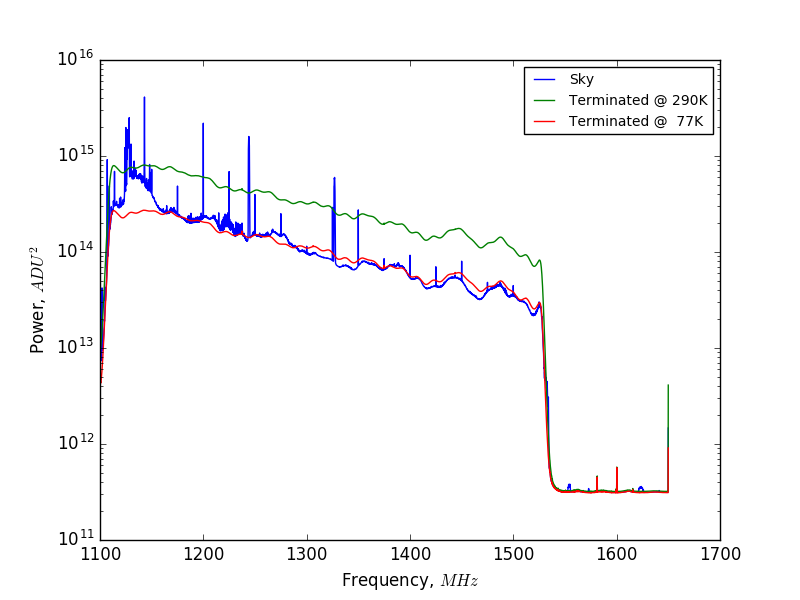 10^16
10^15
10^14
10^13
10^12
10^11
Power, ADU^2
Sky
Terminated @ 290K
Terminated @  77K
1100 1200 1300 1400 1500 1600 1700
Frequency, MHz